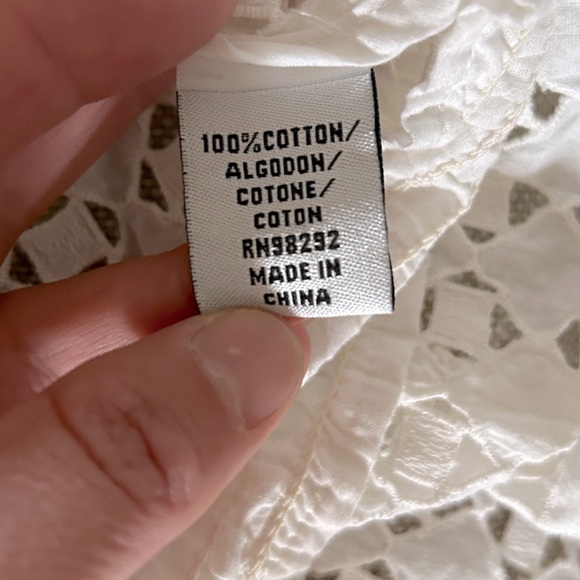 100%COTTON/
ALGODON/
COTONE/
COTON
RN98292
MADE IN
CHINA